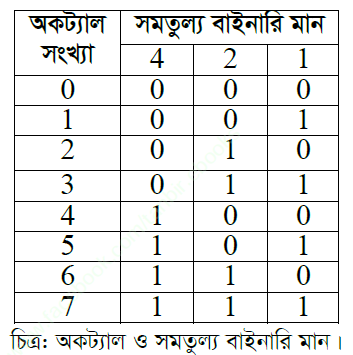 অকট্যাল সংখ্যা সমতুল্য বাইনারি মান
4 2 1
0 0 0 0
1 0 0 1
2 0 1 0
3 0 1 1
4 1 0 0
5 1 0 1
6 1 1 0
7 1 1 1
চিত্র: অকট্যাল ও সমতুল্য বাইনারি মান।